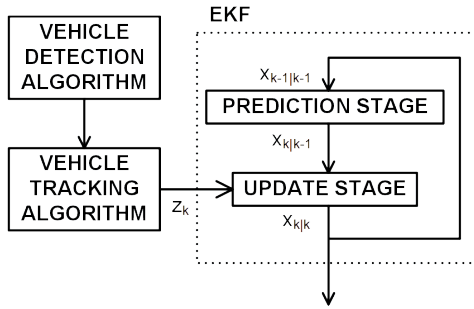 EKF
VEHICLE
DETECTION
ALGORITHM
VEHICLE
TRACKING
ALGORITHM
Zk
Xk-1|k-1
PREDICTION STAGE
Xk|k-1
UPDATE STAGE
Xk|k